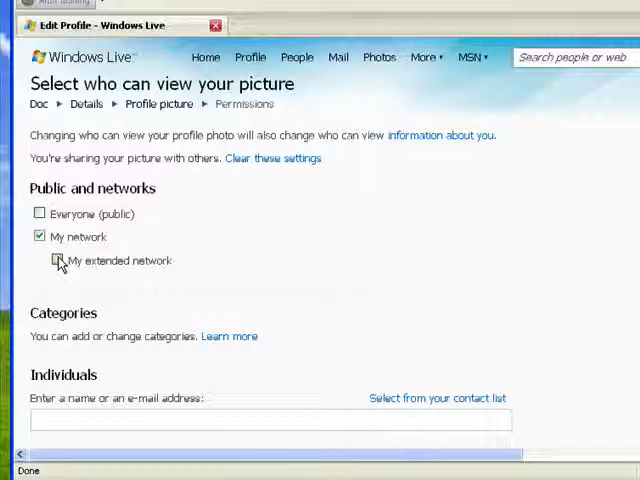 Edit Profile - Windows Live
Windows Live™ Home Profile People Mail Photos More MSN Search people or web
Select who can view your picture
Doc Details Profile picture Permissions
Changing who can view your profile photo will also change who can view information about you.
You're sharing your picture with others. Clear these settings
Public and networks
Everyone (public)
My network
My extended network
Categories
You can add or change categories. Learn more
Individuals
Enter a name or an e-mail address: Select from your contact list
Done